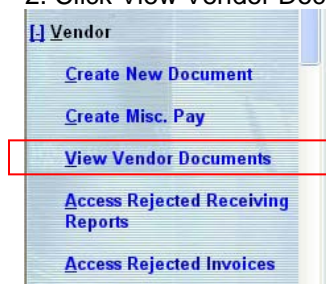 2. Click View Vendor Doc
[-] Vendor
Create New Document
Create Misc. Pay
View Vendor Documents
Access Rejected Receiving
Reports
Access Rejected Invoices